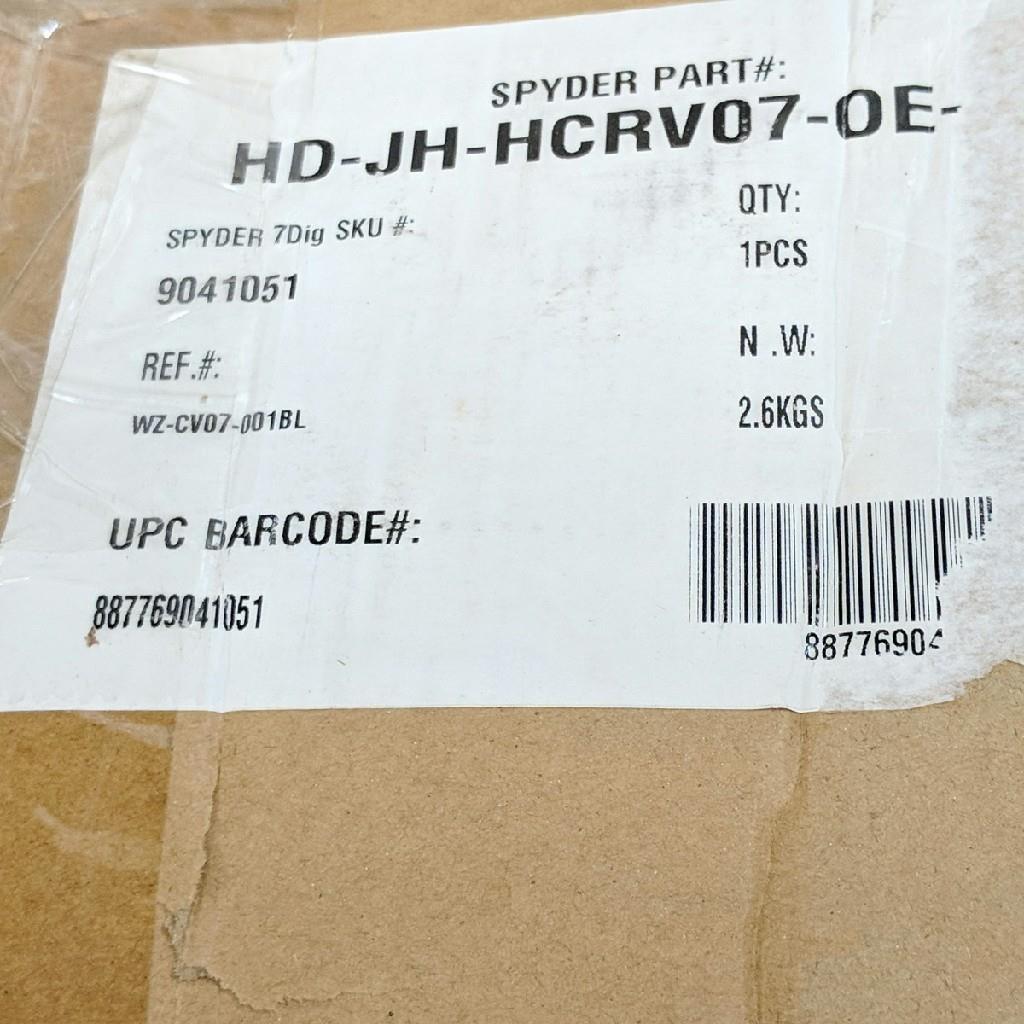 SPYDER PART#:
HD-JH-HCRV07-OE-
SPYDER 7Dig SKU #:
QTY:
9041051
1PCS
REF.#:
N .W:
WZ-CV07-001BL
2.6KGS
UPC BARCODE#:
887769041051
88776904